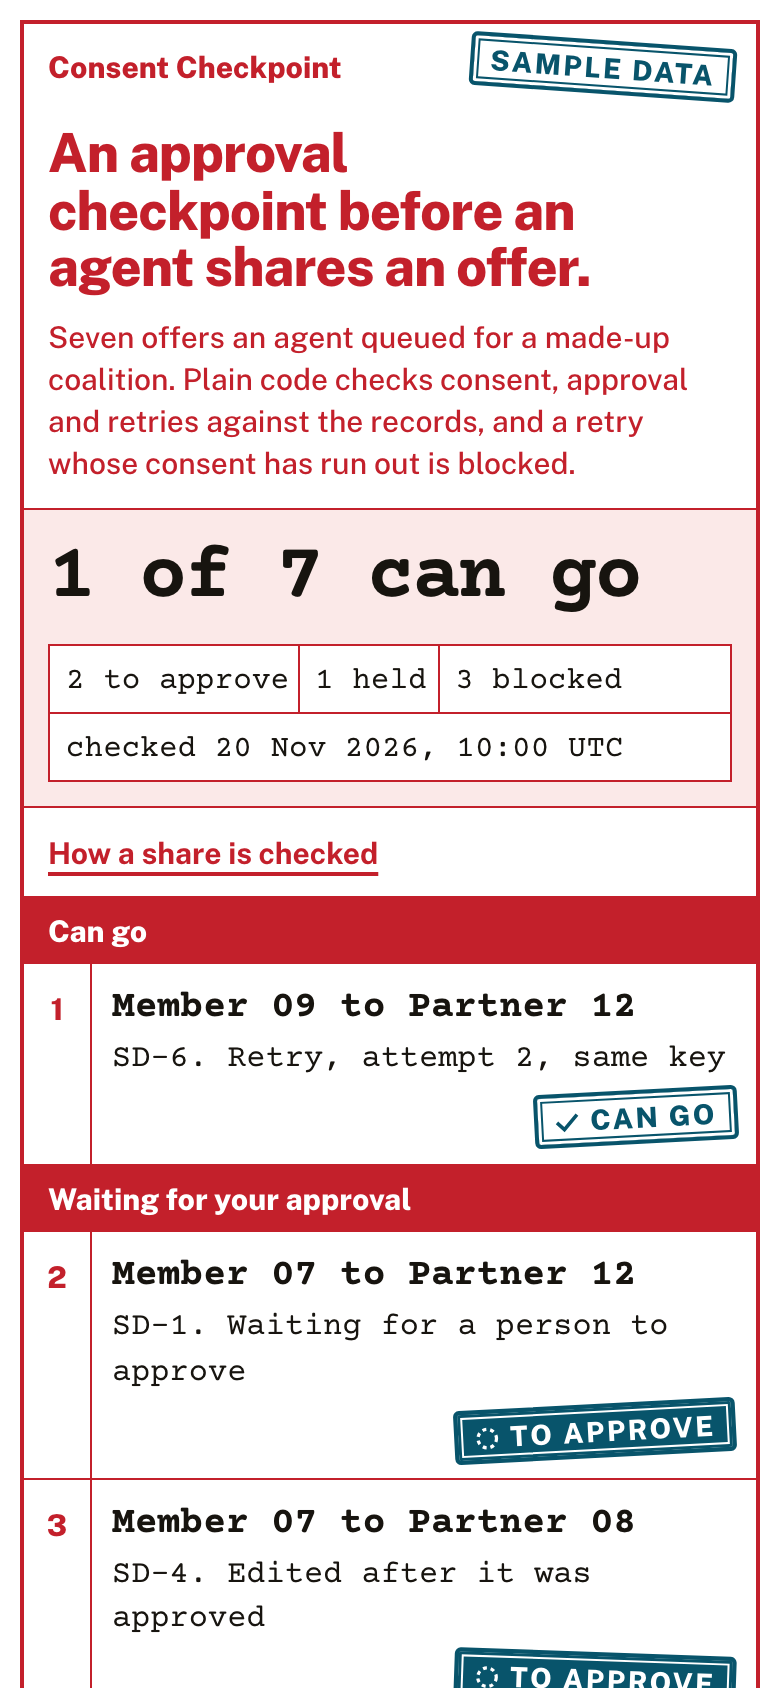 Consent Checkpoint
SAMPLE DATA
An approval
checkpoint before an
agent shares an offer.
Seven offers an agent queued for a made-up
coalition. Plain code checks consent, approval
and retries against the records, and a retry
whose consent has run out is blocked.
1 of 7 can go
2 to approve
1 held
3 blocked
checked 20 Nov 2026, 10:00 UTC
How a share is checked
Can go
1
Member 09 to Partner 12
SD-6. Retry, attempt 2, same key
CAN GO
Waiting for your approval
2
Member 07 to Partner 12
SD-1. Waiting for a person to
approve
TO APPROVE
3
Member 07 to Partner 08
SD-4. Edited after it was
approved
TO APPROVE